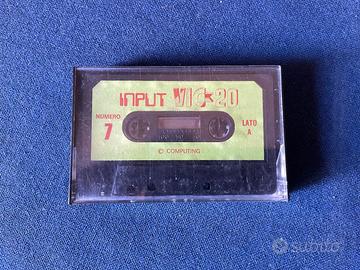 INPUT VIC 20
NUMERO
7
LATO
A
© COMPUTING
subito